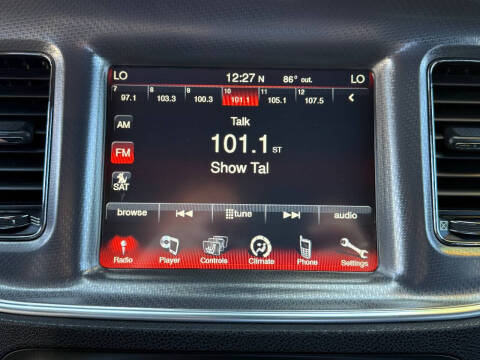 LO 12:27 N 86° out. LO
7 8 9 10 11 12
97.1 103.3 100.3 101.1 105.1 107.5
Talk
AM
101.1 ST
FM
Show Tal
SAT
browse tune audio
Radio Player Controls Climate Phone Settings